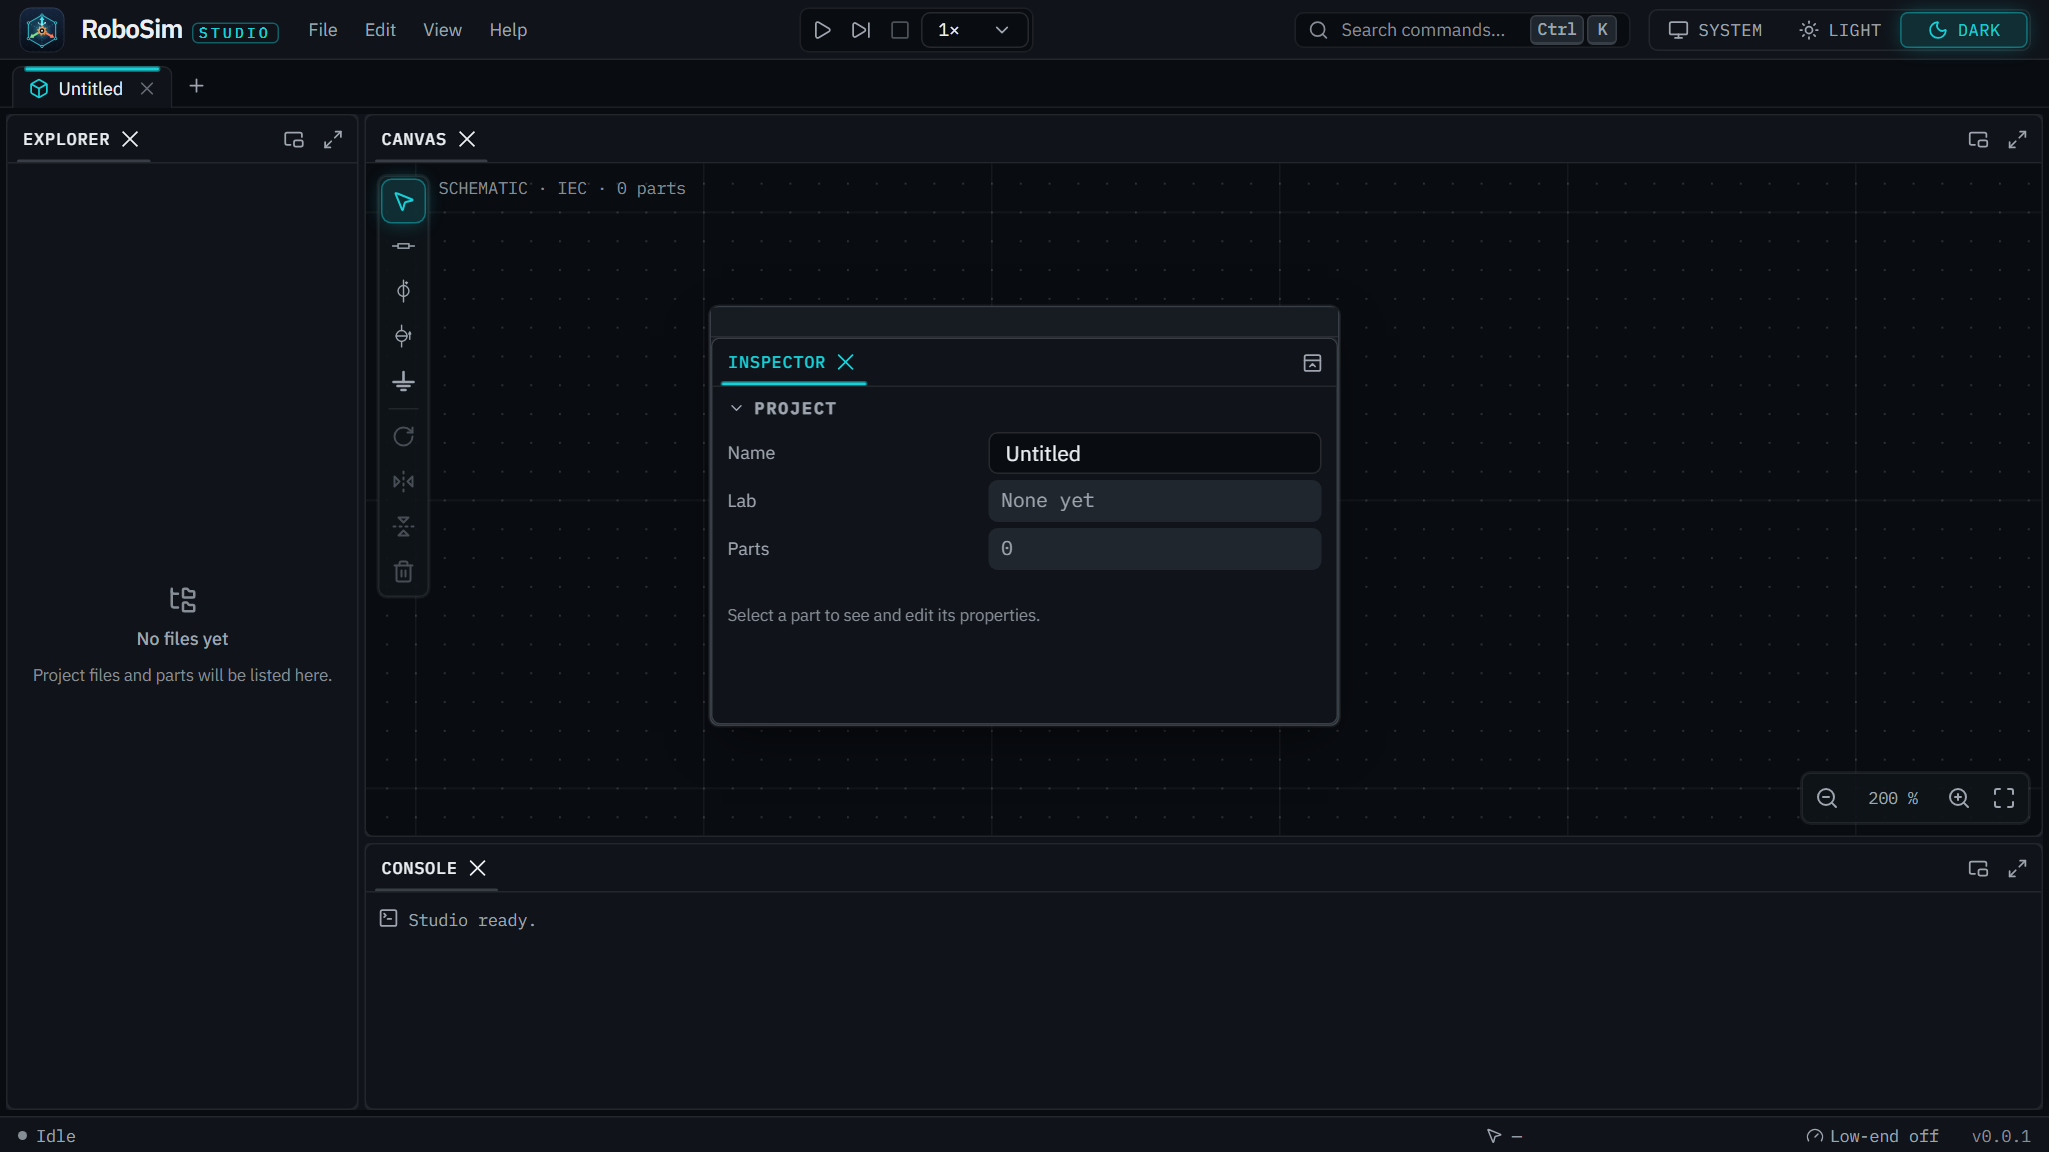 RoboSim STUDIO File Edit View Help 1× Search commands... Ctrl K SYSTEM LIGHT DARK
Untitled
EXPLORER
CANVAS
SCHEMATIC · IEC · 0 parts
INSPECTOR
PROJECT
Name Untitled
Lab None yet
Parts 0
Select a part to see and edit its properties.
No files yet
Project files and parts will be listed here.
200 %
CONSOLE
Studio ready.
Idle — Low-end off v0.0.1